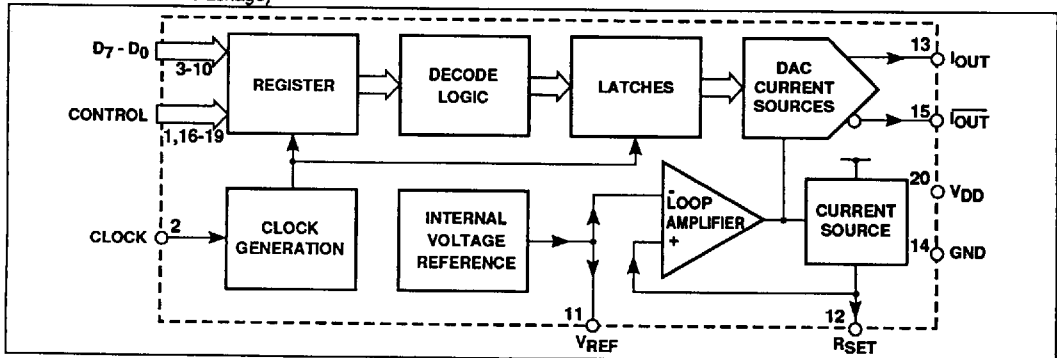 D7 - D0
3-10
REGISTER
DECODE
LOGIC
LATCHES
DAC
CURRENT
SOURCES
13
IOUT
CONTROL
1,16-19
15
IOUT
CLOCK
2
CLOCK
GENERATION
INTERNAL
VOLTAGE
REFERENCE
-
LOOP
AMPLIFIER
+
CURRENT
SOURCE
20
VDD
14
GND
11
VREF
12
RSET